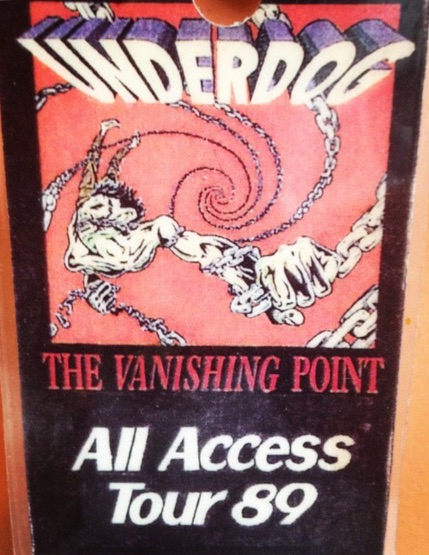 UNDERDOG
THE VANISHING POINT
All Access
Tour 89